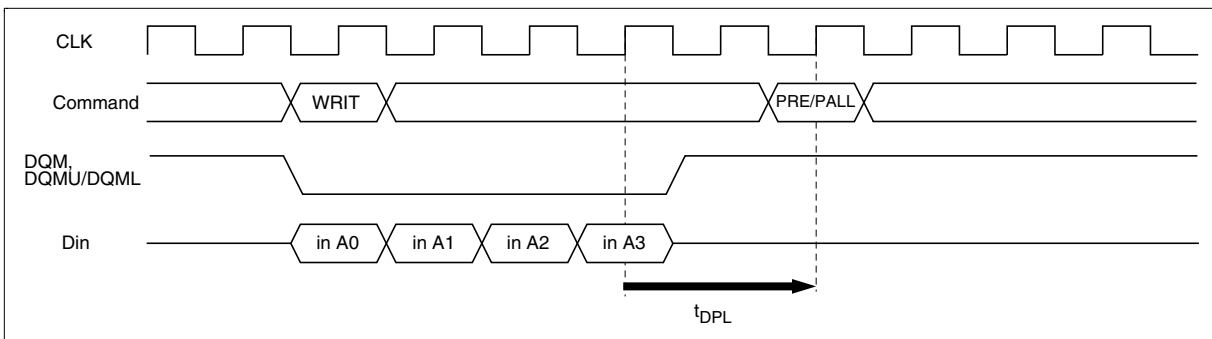 CLK
Command WRIT PRE/PALL
DQM,
DQMU/DQML
Din in A0 in A1 in A2 in A3
tDPL